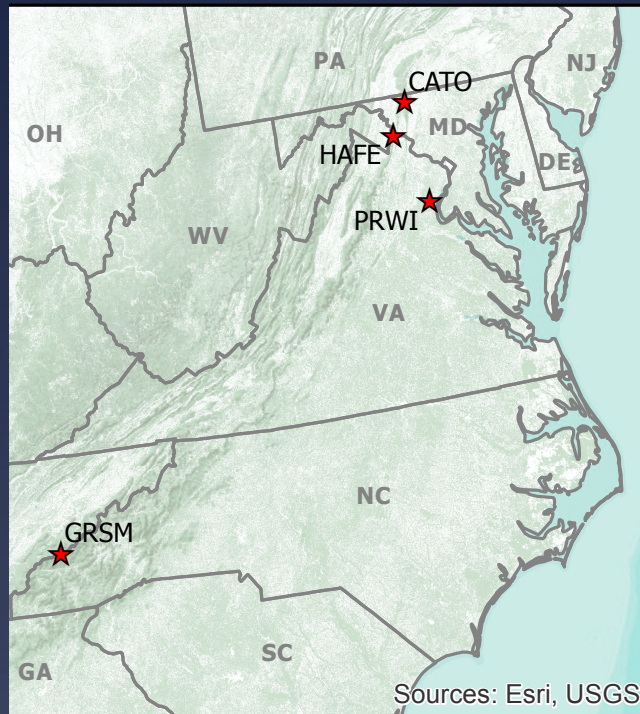 PA
NJ
CATO
OH
MD
HAFE
DE
PRWI
WV
VA
NC
GRSM
SC
GA
Sources: Esri, USGS